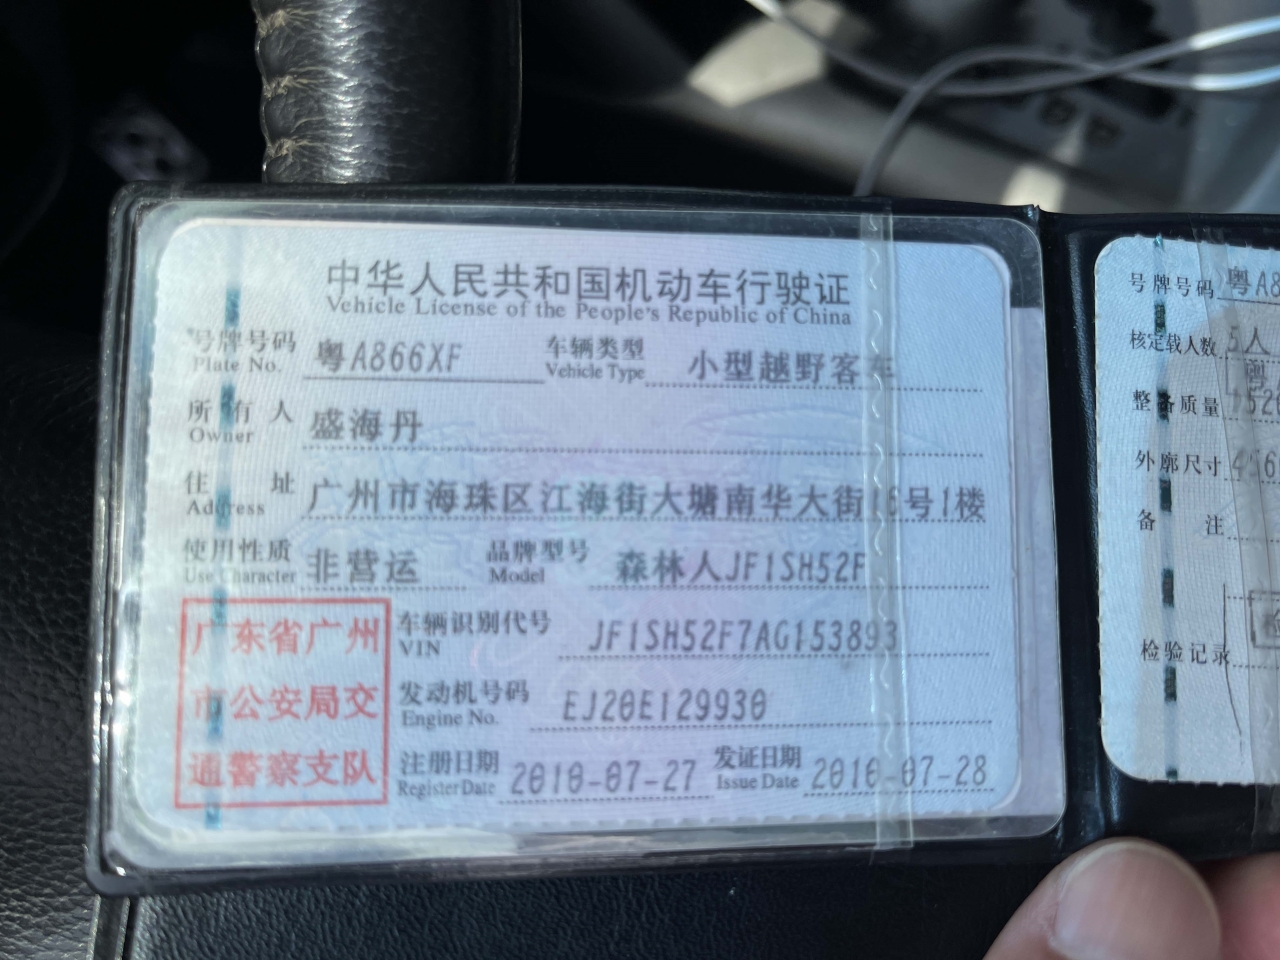 中华人民共和国机动车行驶证
Vehicle License of the People's Republic of China
号牌号码 粤A866XF 车辆类型 小型越野客车
Plate No. Vehicle Type
所有人 盛海丹
Owner
住址 广州市海珠区江海街大塘南华大街 号1楼
Address
使用性质 非营运 品牌型号 森林人JF1SH52F
Use Character Model
车辆识别代号 JF1SH52F7AG153893
VIN
发动机号码 EJ20E129930
Engine No.
注册日期 2010-07-27 发证日期 2010-07-28
Register Date Issue Date
广东省广州
市公安局交
通警察支队
号牌号码 粤A8
核定载人数 5人
整备质量
外廓尺寸
备注
检验记录